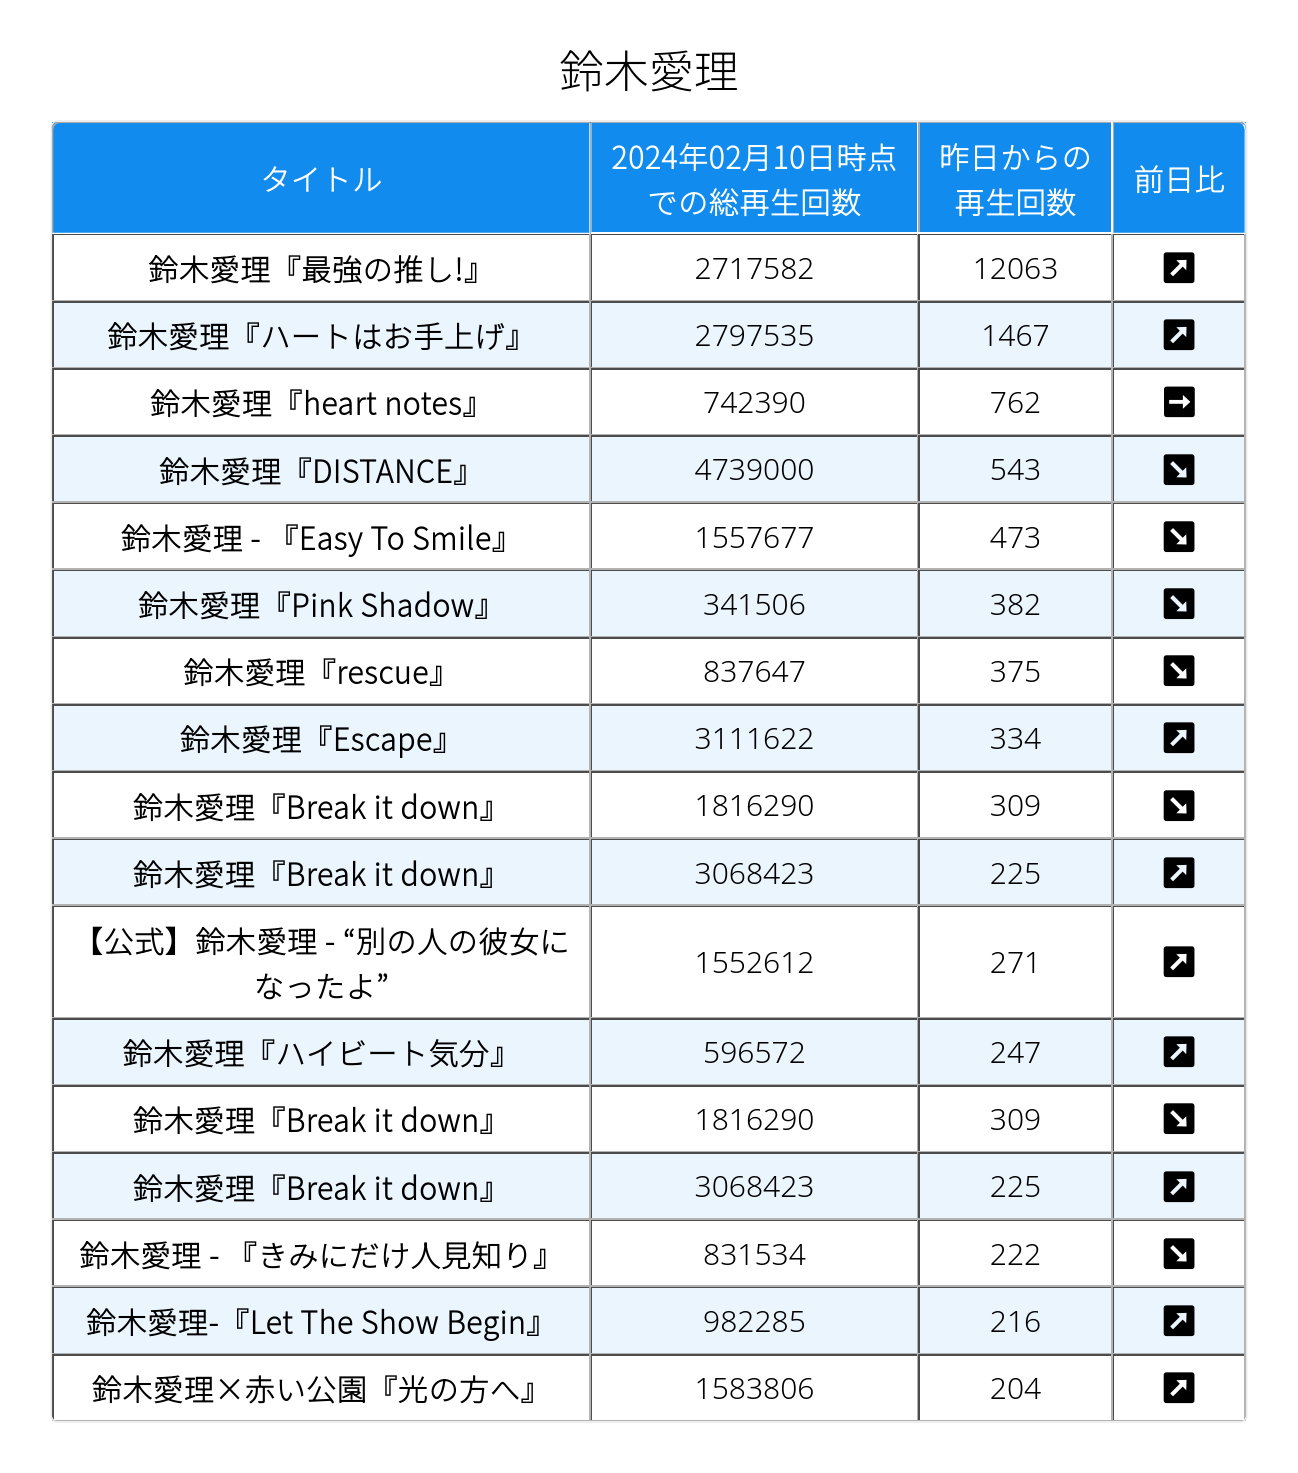 鈴木愛理
タイトル 2024年02月10日時点 昨日からの 前日比
での総再生回数 再生回数
鈴木愛理『最強の推し!』 2717582 12063 ↗
鈴木愛理『ハートはお手上げ』 2797535 1467 ↗
鈴木愛理『heart notes』 742390 762 →
鈴木愛理『DISTANCE』 4739000 543 ↘
鈴木愛理 - 『Easy To Smile』 1557677 473 ↘
鈴木愛理『Pink Shadow』 341506 382 ↘
鈴木愛理『rescue』 837647 375 ↘
鈴木愛理『Escape』 3111622 334 ↗
鈴木愛理『Break it down』 1816290 309 ↘
鈴木愛理『Break it down』 3068423 225 ↗
【公式】鈴木愛理 - “別の人の彼女に
なったよ” 1552612 271 ↗
鈴木愛理『ハイビート気分』 596572 247 ↗
鈴木愛理『Break it down』 1816290 309 ↘
鈴木愛理『Break it down』 3068423 225 ↗
鈴木愛理 - 『きみにだけ人見知り』 831534 222 ↘
鈴木愛理-『Let The Show Begin』 982285 216 ↗
鈴木愛理×赤い公園『光の方へ』 1583806 204 ↗